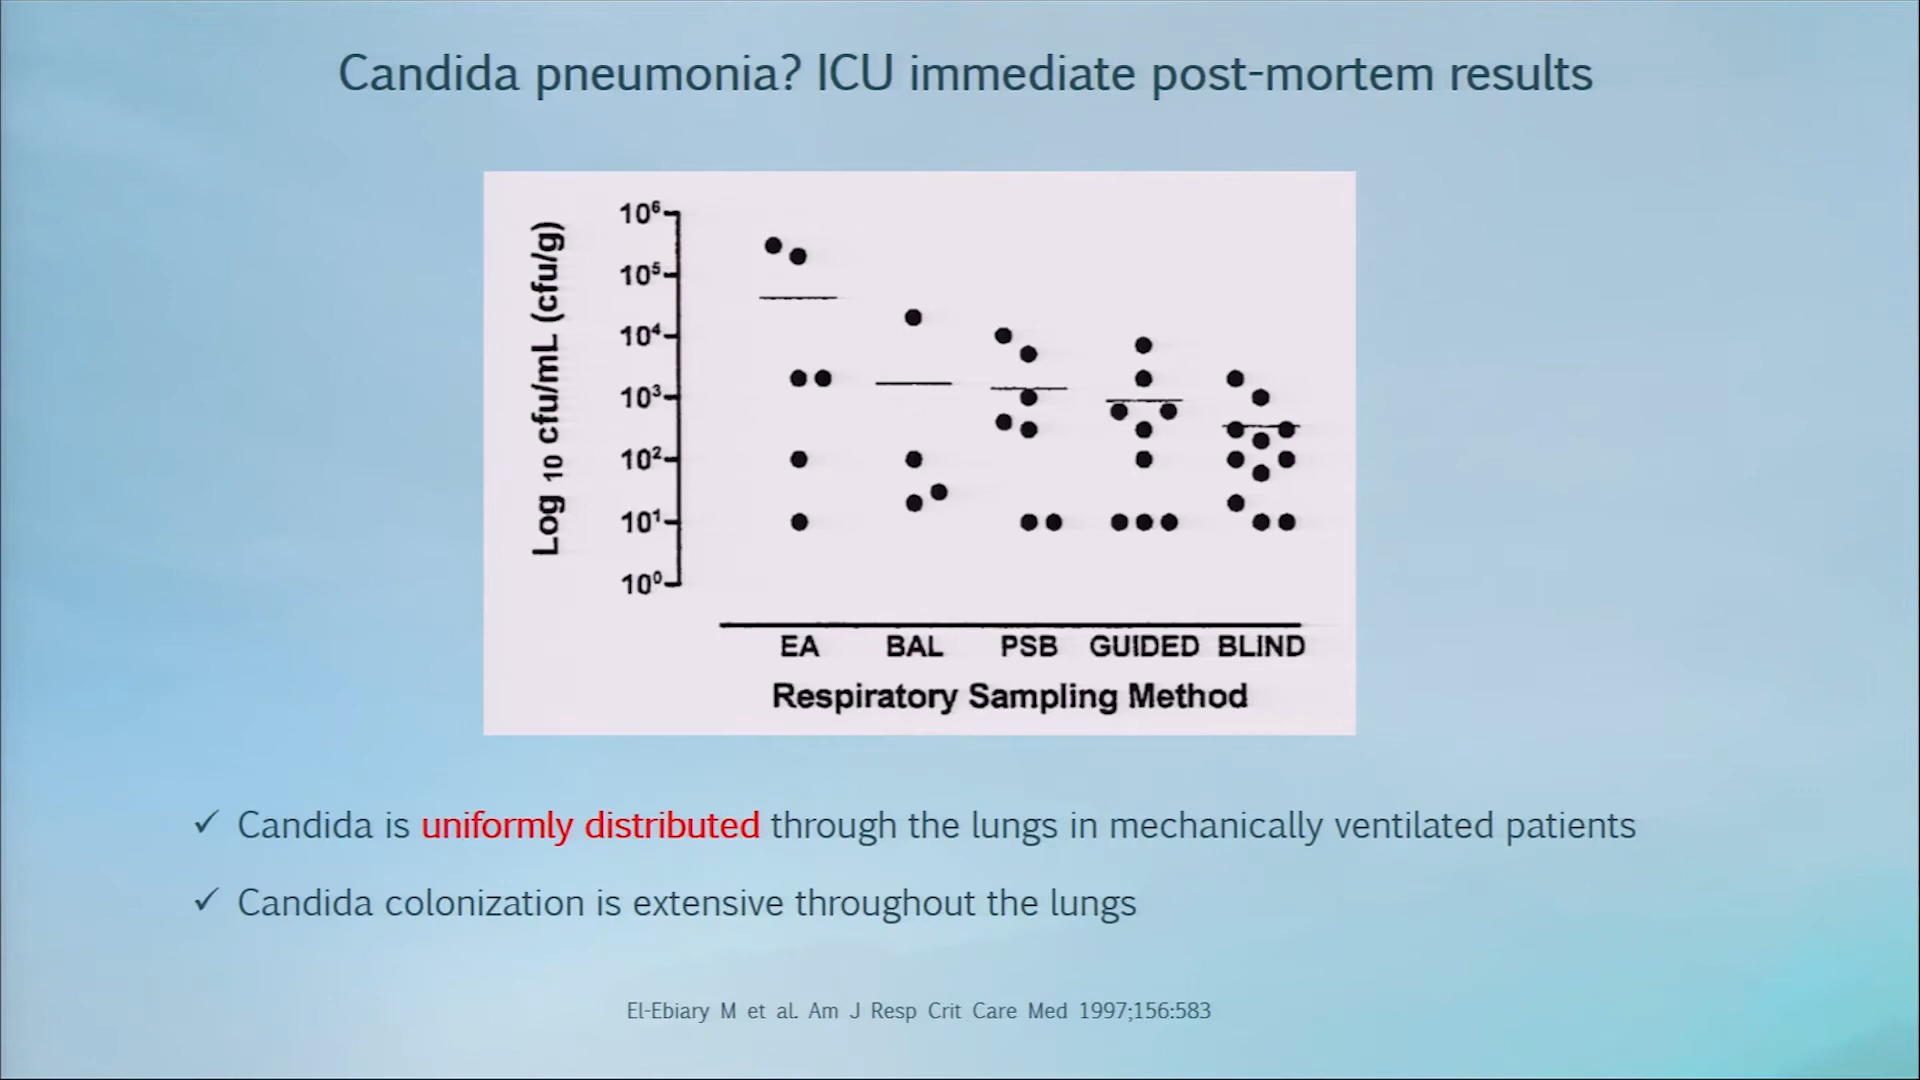 Candida pneumonia? ICU immediate post-mortem results
Log 10 cfu/mL (cfu/g)
10⁶
10⁵
10⁴
10³
10²
10¹
10⁰
EA BAL PSB GUIDED BLIND
Respiratory Sampling Method
✓ Candida is uniformly distributed through the lungs in mechanically ventilated patients
✓ Candida colonization is extensive throughout the lungs
El-Ebiary M et al. Am J Resp Crit Care Med 1997;156:583